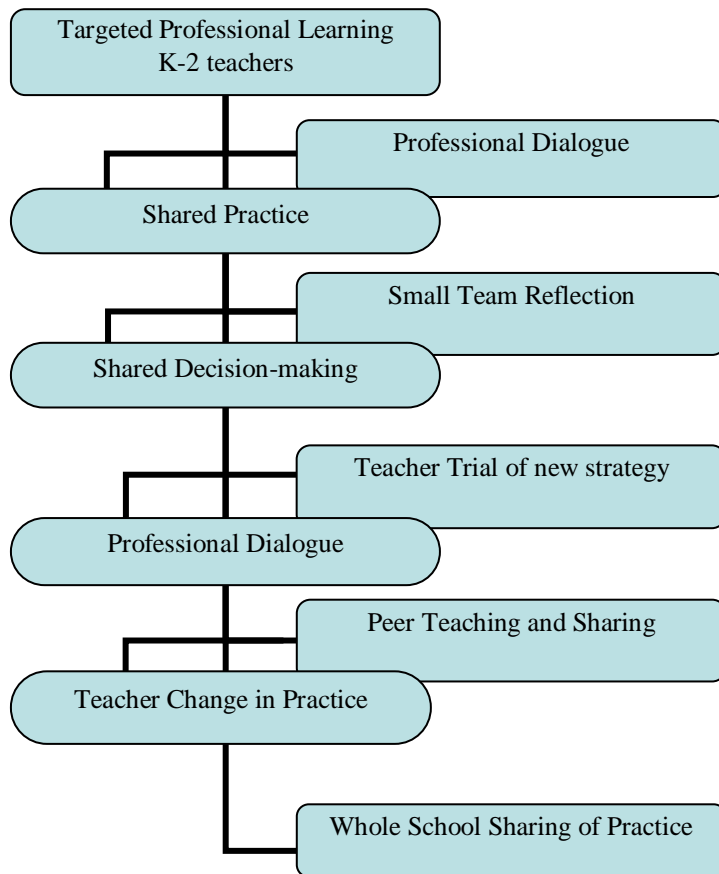 Targeted Professional Learning
K-2 teachers
Professional Dialogue
Shared Practice
Small Team Reflection
Shared Decision-making
Teacher Trial of new strategy
Professional Dialogue
Peer Teaching and Sharing
Teacher Change in Practice
Whole School Sharing of Practice